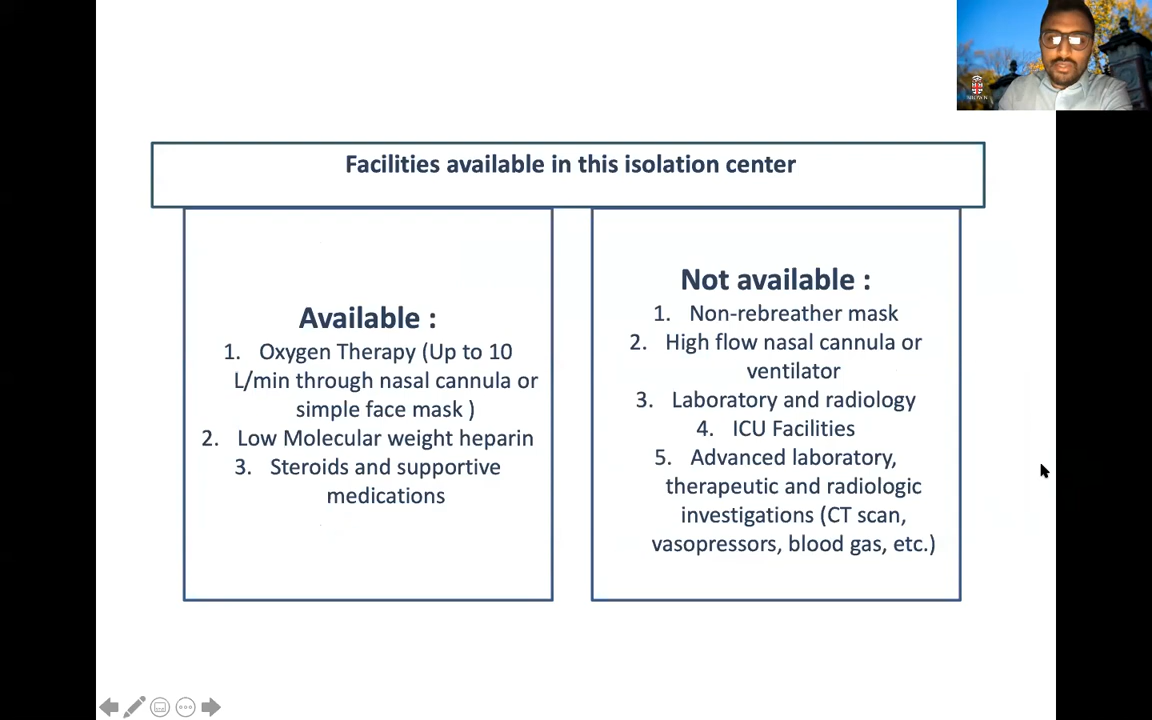 Facilities available in this isolation center
Available :
1. Oxygen Therapy (Up to 10
L/min through nasal cannula or
simple face mask )
2. Low Molecular weight heparin
3. Steroids and supportive
medications
Not available :
1. Non-rebreather mask
2. High flow nasal cannula or
ventilator
3. Laboratory and radiology
4. ICU Facilities
5. Advanced laboratory,
therapeutic and radiologic
investigations (CT scan,
vasopressors, blood gas, etc.)